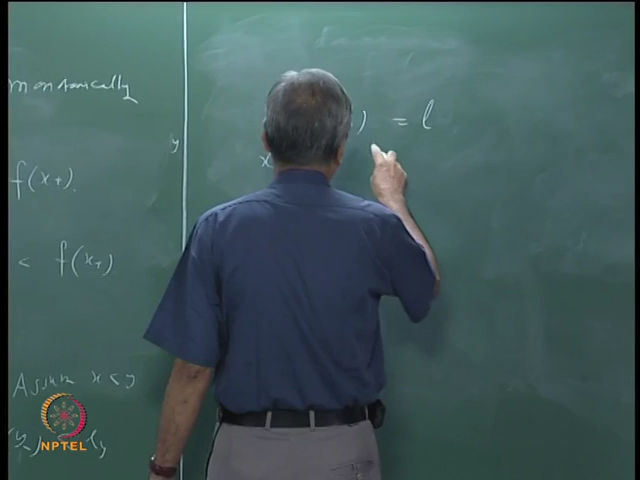 monotonically
y
f(x+).
< f(x+)
Assume x < y
) = l
x
NPTEL